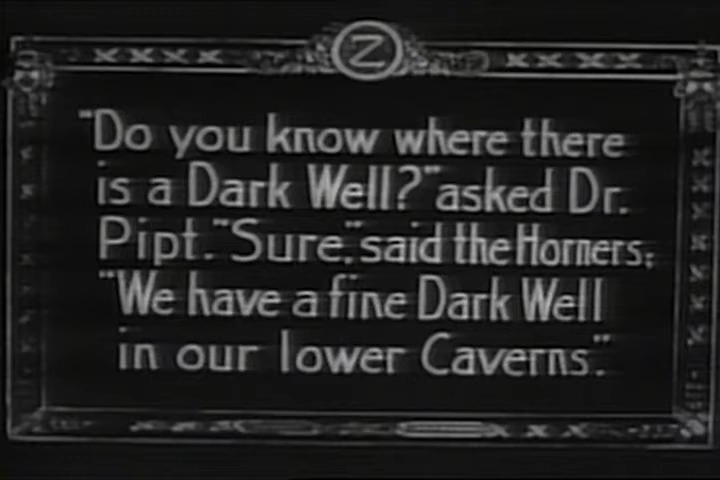 Z
"Do you know where there
is a Dark Well?" asked Dr.
Pipt. "Sure," said the Horners;
"We have a fine Dark Well
in our lower Caverns."